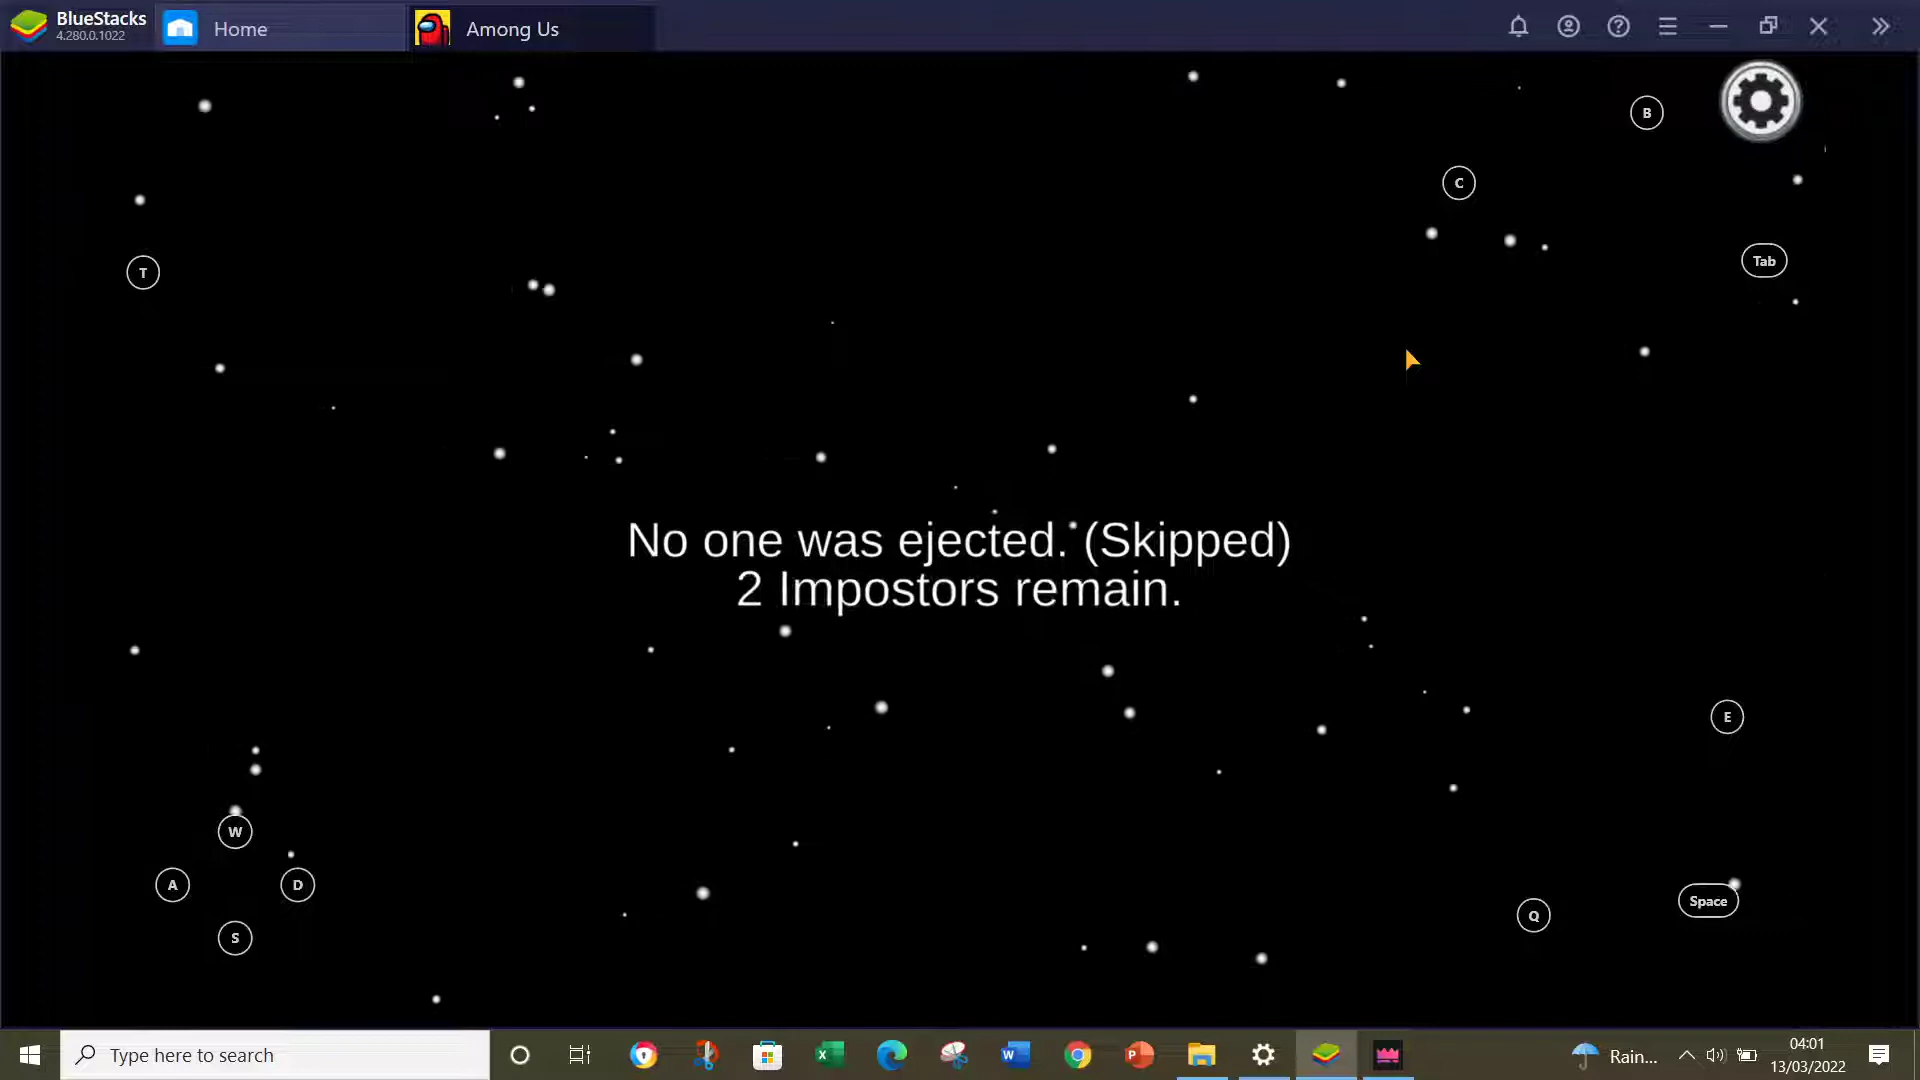 BlueStacks
4.280.0.1022
Home
Among Us
B
C
T
Tab
No one was ejected. (Skipped)
2 Impostors remain.
E
W
A
D
S
Q
Space
Type here to search
Rain...
04:01
13/03/2022